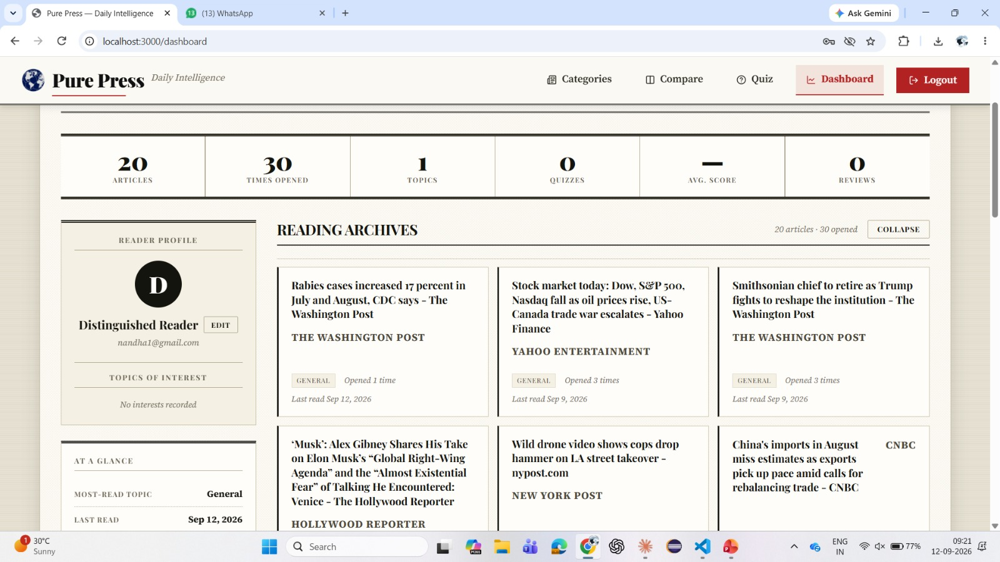 Pure Press — Daily Intelligence
13
(13) WhatsApp
Ask Gemini
localhost:3000/dashboard
Pure Press
Daily Intelligence
Categories
Compare
Quiz
Dashboard
Logout
20
ARTICLES
30
TIMES OPENED
1
TOPICS
0
QUIZZES
—
AVG. SCORE
0
REVIEWS
READER PROFILE
D
Distinguished Reader
EDIT
nandha1@gmail.com
TOPICS OF INTEREST
No interests recorded
AT A GLANCE
MOST-READ TOPIC
General
LAST READ
Sep 12, 2026
READING ARCHIVES
20 articles · 30 opened
COLLAPSE
Rabies cases increased 17 percent in
July and August, CDC says - The
Washington Post
THE WASHINGTON POST
GENERAL
Opened 1 time
Last read Sep 12, 2026
Stock market today: Dow, S&P 500,
Nasdaq fall as oil prices rise, US-
Canada trade war escalates - Yahoo
Finance
YAHOO ENTERTAINMENT
GENERAL
Opened 3 times
Last read Sep 9, 2026
Smithsonian chief to retire as Trump
fights to reshape the institution - The
Washington Post
THE WASHINGTON POST
GENERAL
Opened 3 times
Last read Sep 9, 2026
‘Musk’: Alex Gibney Shares His Take
on Elon Musk’s “Global Right-Wing
Agenda” and the “Almost Existential
Fear” of Talking He Encountered:
Venice - The Hollywood Reporter
HOLLYWOOD REPORTER
Wild drone video shows cops drop
hammer on LA street takeover -
nypost.com
NEW YORK POST
China's imports in August
miss estimates as exports
pick up pace amid calls for
rebalancing trade - CNBC
CNBC
1
30°C
Sunny
Search
M365
ENG
IN
77%
09:21
12-09-2026